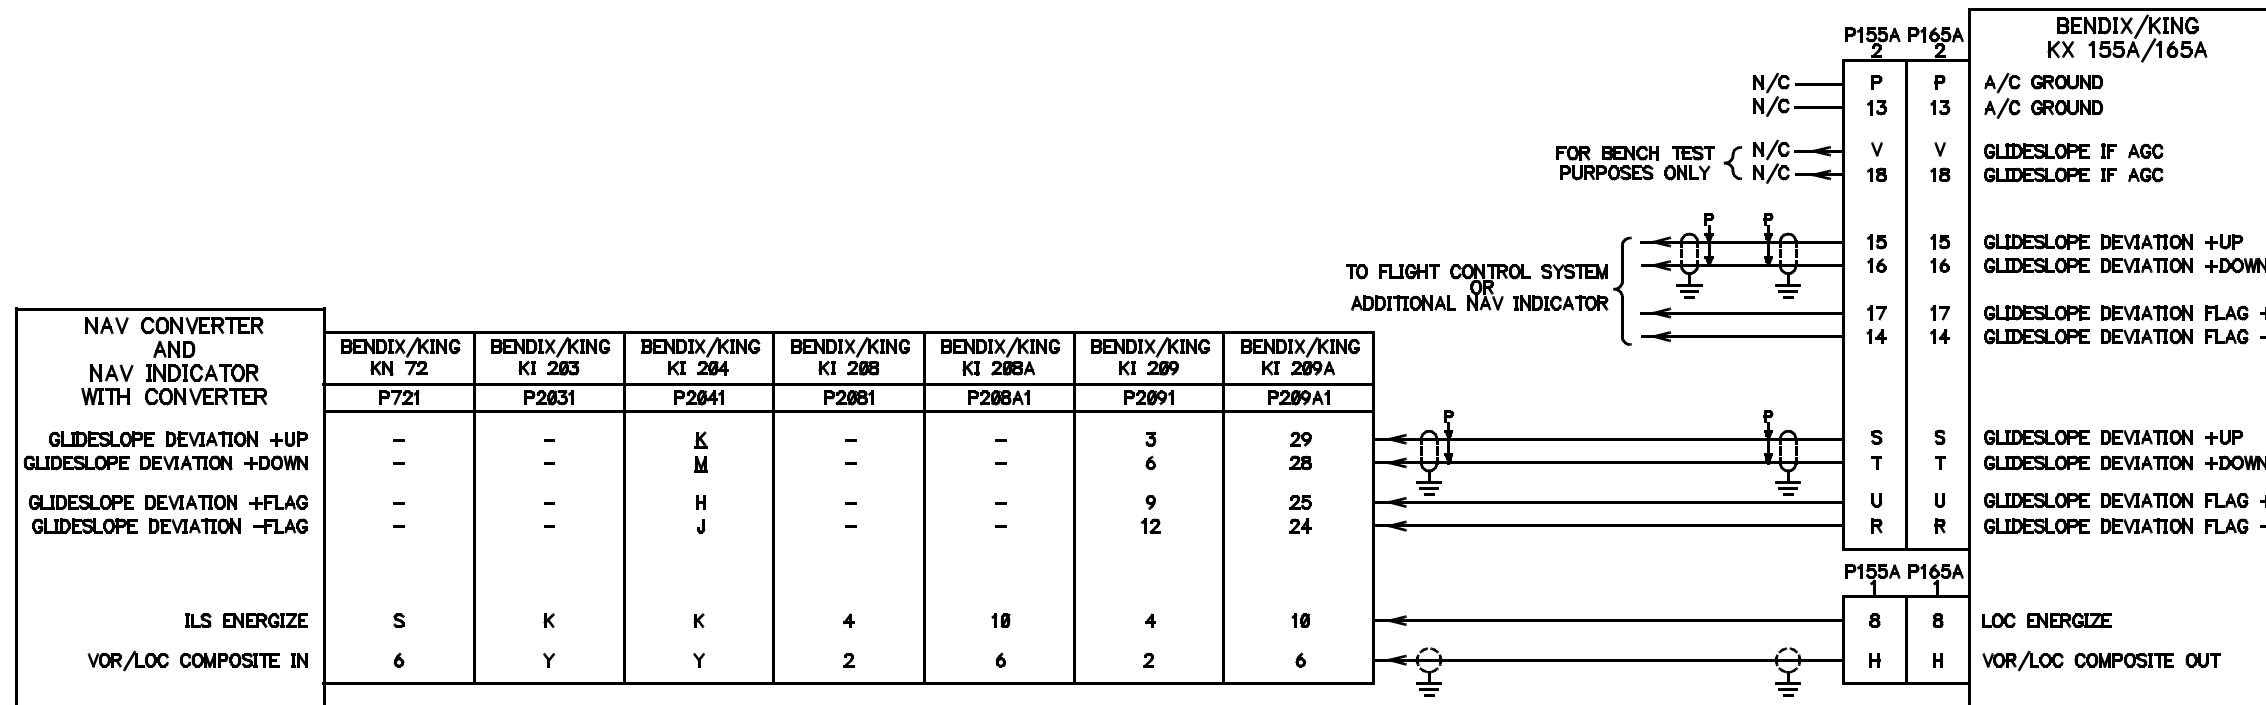 BENDIX/KING
KX 155A/165A
P155A P165A
2 2
N/C P P A/C GROUND
N/C 13 13 A/C GROUND
FOR BENCH TEST
PURPOSES ONLY
N/C V V GLIDESLOPE IF AGC
N/C 18 18 GLIDESLOPE IF AGC
P P
15 15 GLIDESLOPE DEVIATION +UP
16 16 GLIDESLOPE DEVIATION +DOWN
TO FLIGHT CONTROL SYSTEM
OR
ADDITIONAL NAV INDICATOR
17 17 GLIDESLOPE DEVIATION FLAG +
14 14 GLIDESLOPE DEVIATION FLAG -
NAV CONVERTER
AND
NAV INDICATOR
WITH CONVERTER
BENDIX/KING BENDIX/KING BENDIX/KING BENDIX/KING BENDIX/KING BENDIX/KING BENDIX/KING
KN 72 KI 203 KI 204 KI 208 KI 208A KI 209 KI 209A
P721 P2031 P2041 P2081 P208A1 P2091 P209A1
P P
GLIDESLOPE DEVIATION +UP - - K - - 3 29 S S GLIDESLOPE DEVIATION +UP
GLIDESLOPE DEVIATION +DOWN - - M - - 6 28 T T GLIDESLOPE DEVIATION +DOWN
GLIDESLOPE DEVIATION +FLAG - - H - - 9 25 U U GLIDESLOPE DEVIATION FLAG +
GLIDESLOPE DEVIATION -FLAG - - J - - 12 24 R R GLIDESLOPE DEVIATION FLAG -
P155A P165A
1 1
ILS ENERGIZE S K K 4 10 4 10 8 8 LOC ENERGIZE
VOR/LOC COMPOSITE IN 6 Y Y 2 6 2 6 H H VOR/LOC COMPOSITE OUT